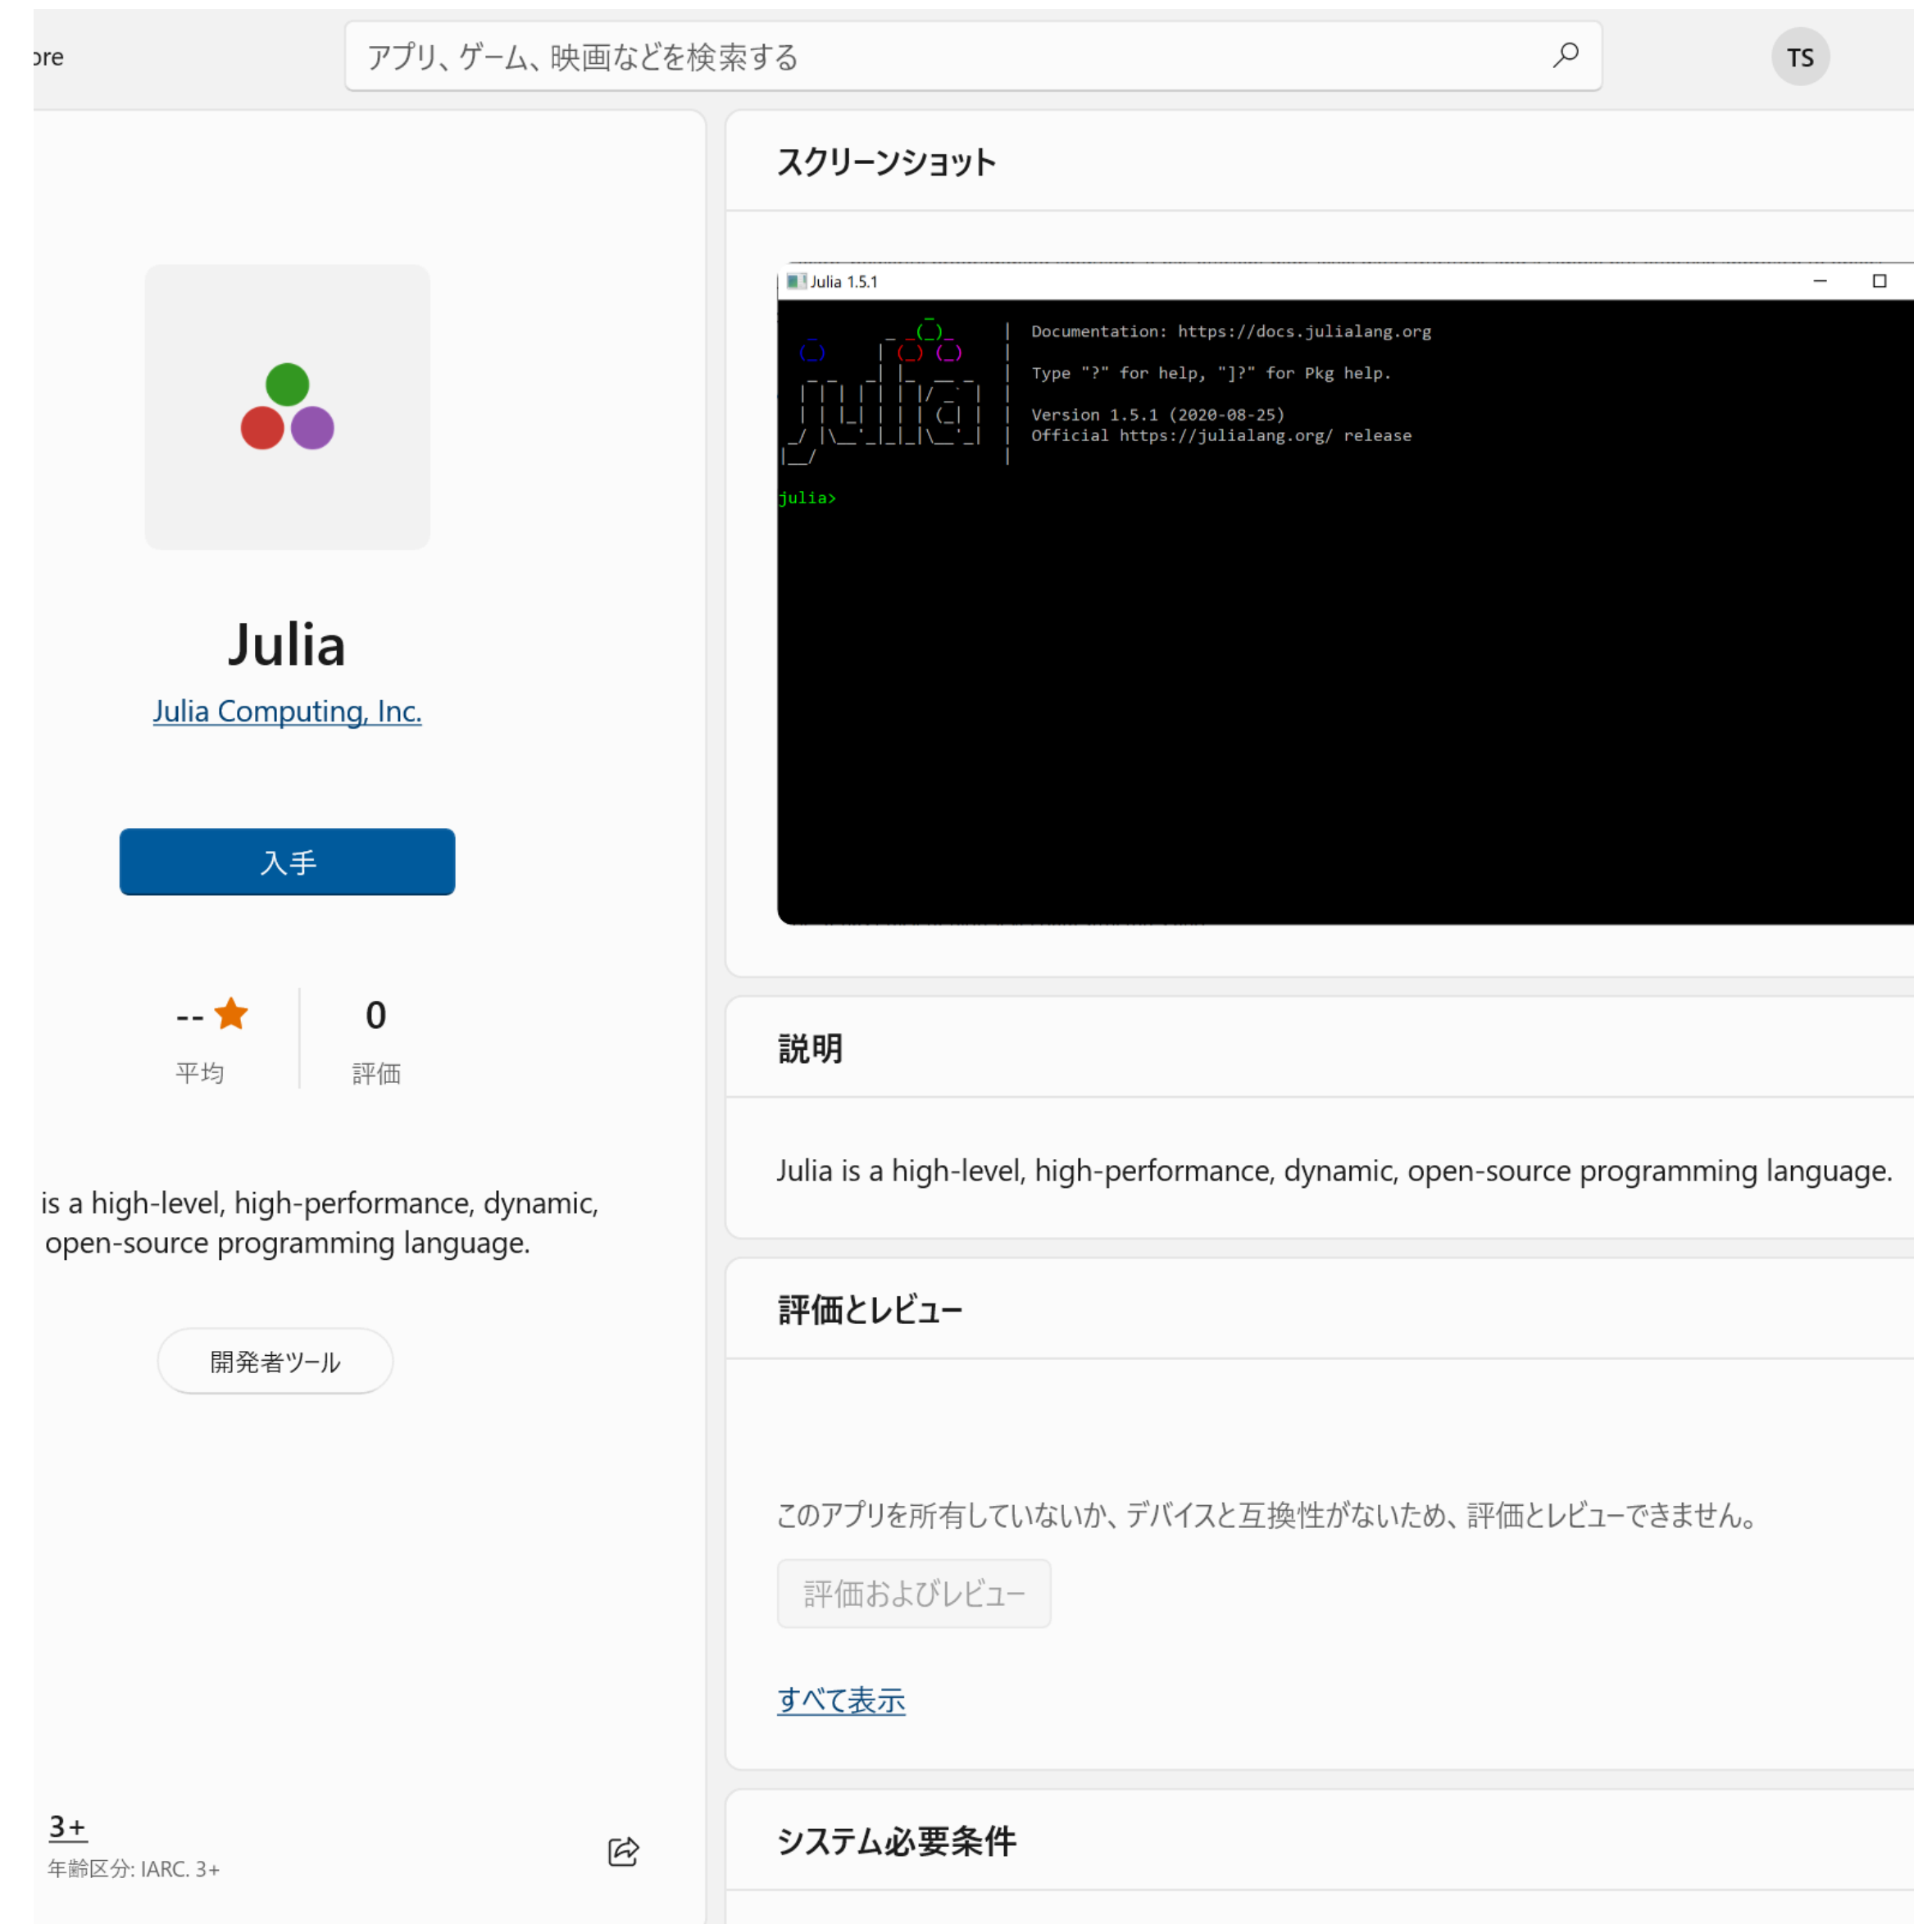 ore
アプリ、ゲーム、映画などを検索する
TS
Julia
Julia Computing, Inc.
入手
--
平均
0
評価
is a high-level, high-performance, dynamic,
open-source programming language.
開発者ツール
3+
年齢区分: IARC. 3+
スクリーンショット
Julia 1.5.1
Documentation: https://docs.julialang.org
Type "?" for help, "]?" for Pkg help.
Version 1.5.1 (2020-08-25)
Official https://julialang.org/ release
julia>
説明
Julia is a high-level, high-performance, dynamic, open-source programming language.
評価とレビュー
このアプリを所有していないか、デバイスと互換性がないため、評価とレビューできません。
評価およびレビュー
すべて表示
システム必要条件